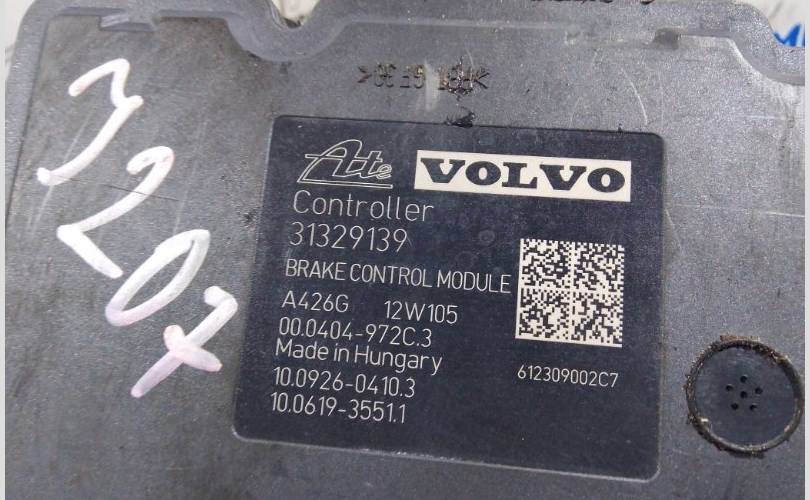 3207
Ate VOLVO
Controller
31329139
BRAKE CONTROL MODULE
A426G 12W105
00.0404-972C.3
Made in Hungary
10.0926-0410.3
10.0619-3551.1
612309002C7